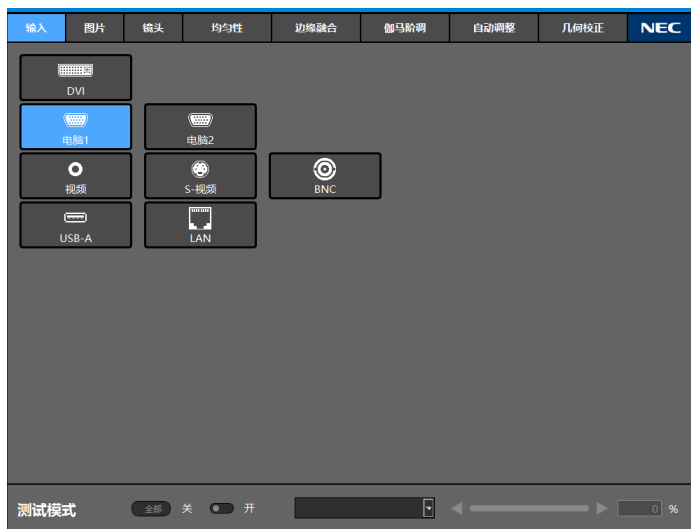 输入 图片 镜头 均匀性 边缘融合 伽马阶调 自动调整 几何校正 NEC
DVI
电脑1 电脑2
视频 S-视频 BNC
USB-A LAN
测试模式 全部 关 开 0 %